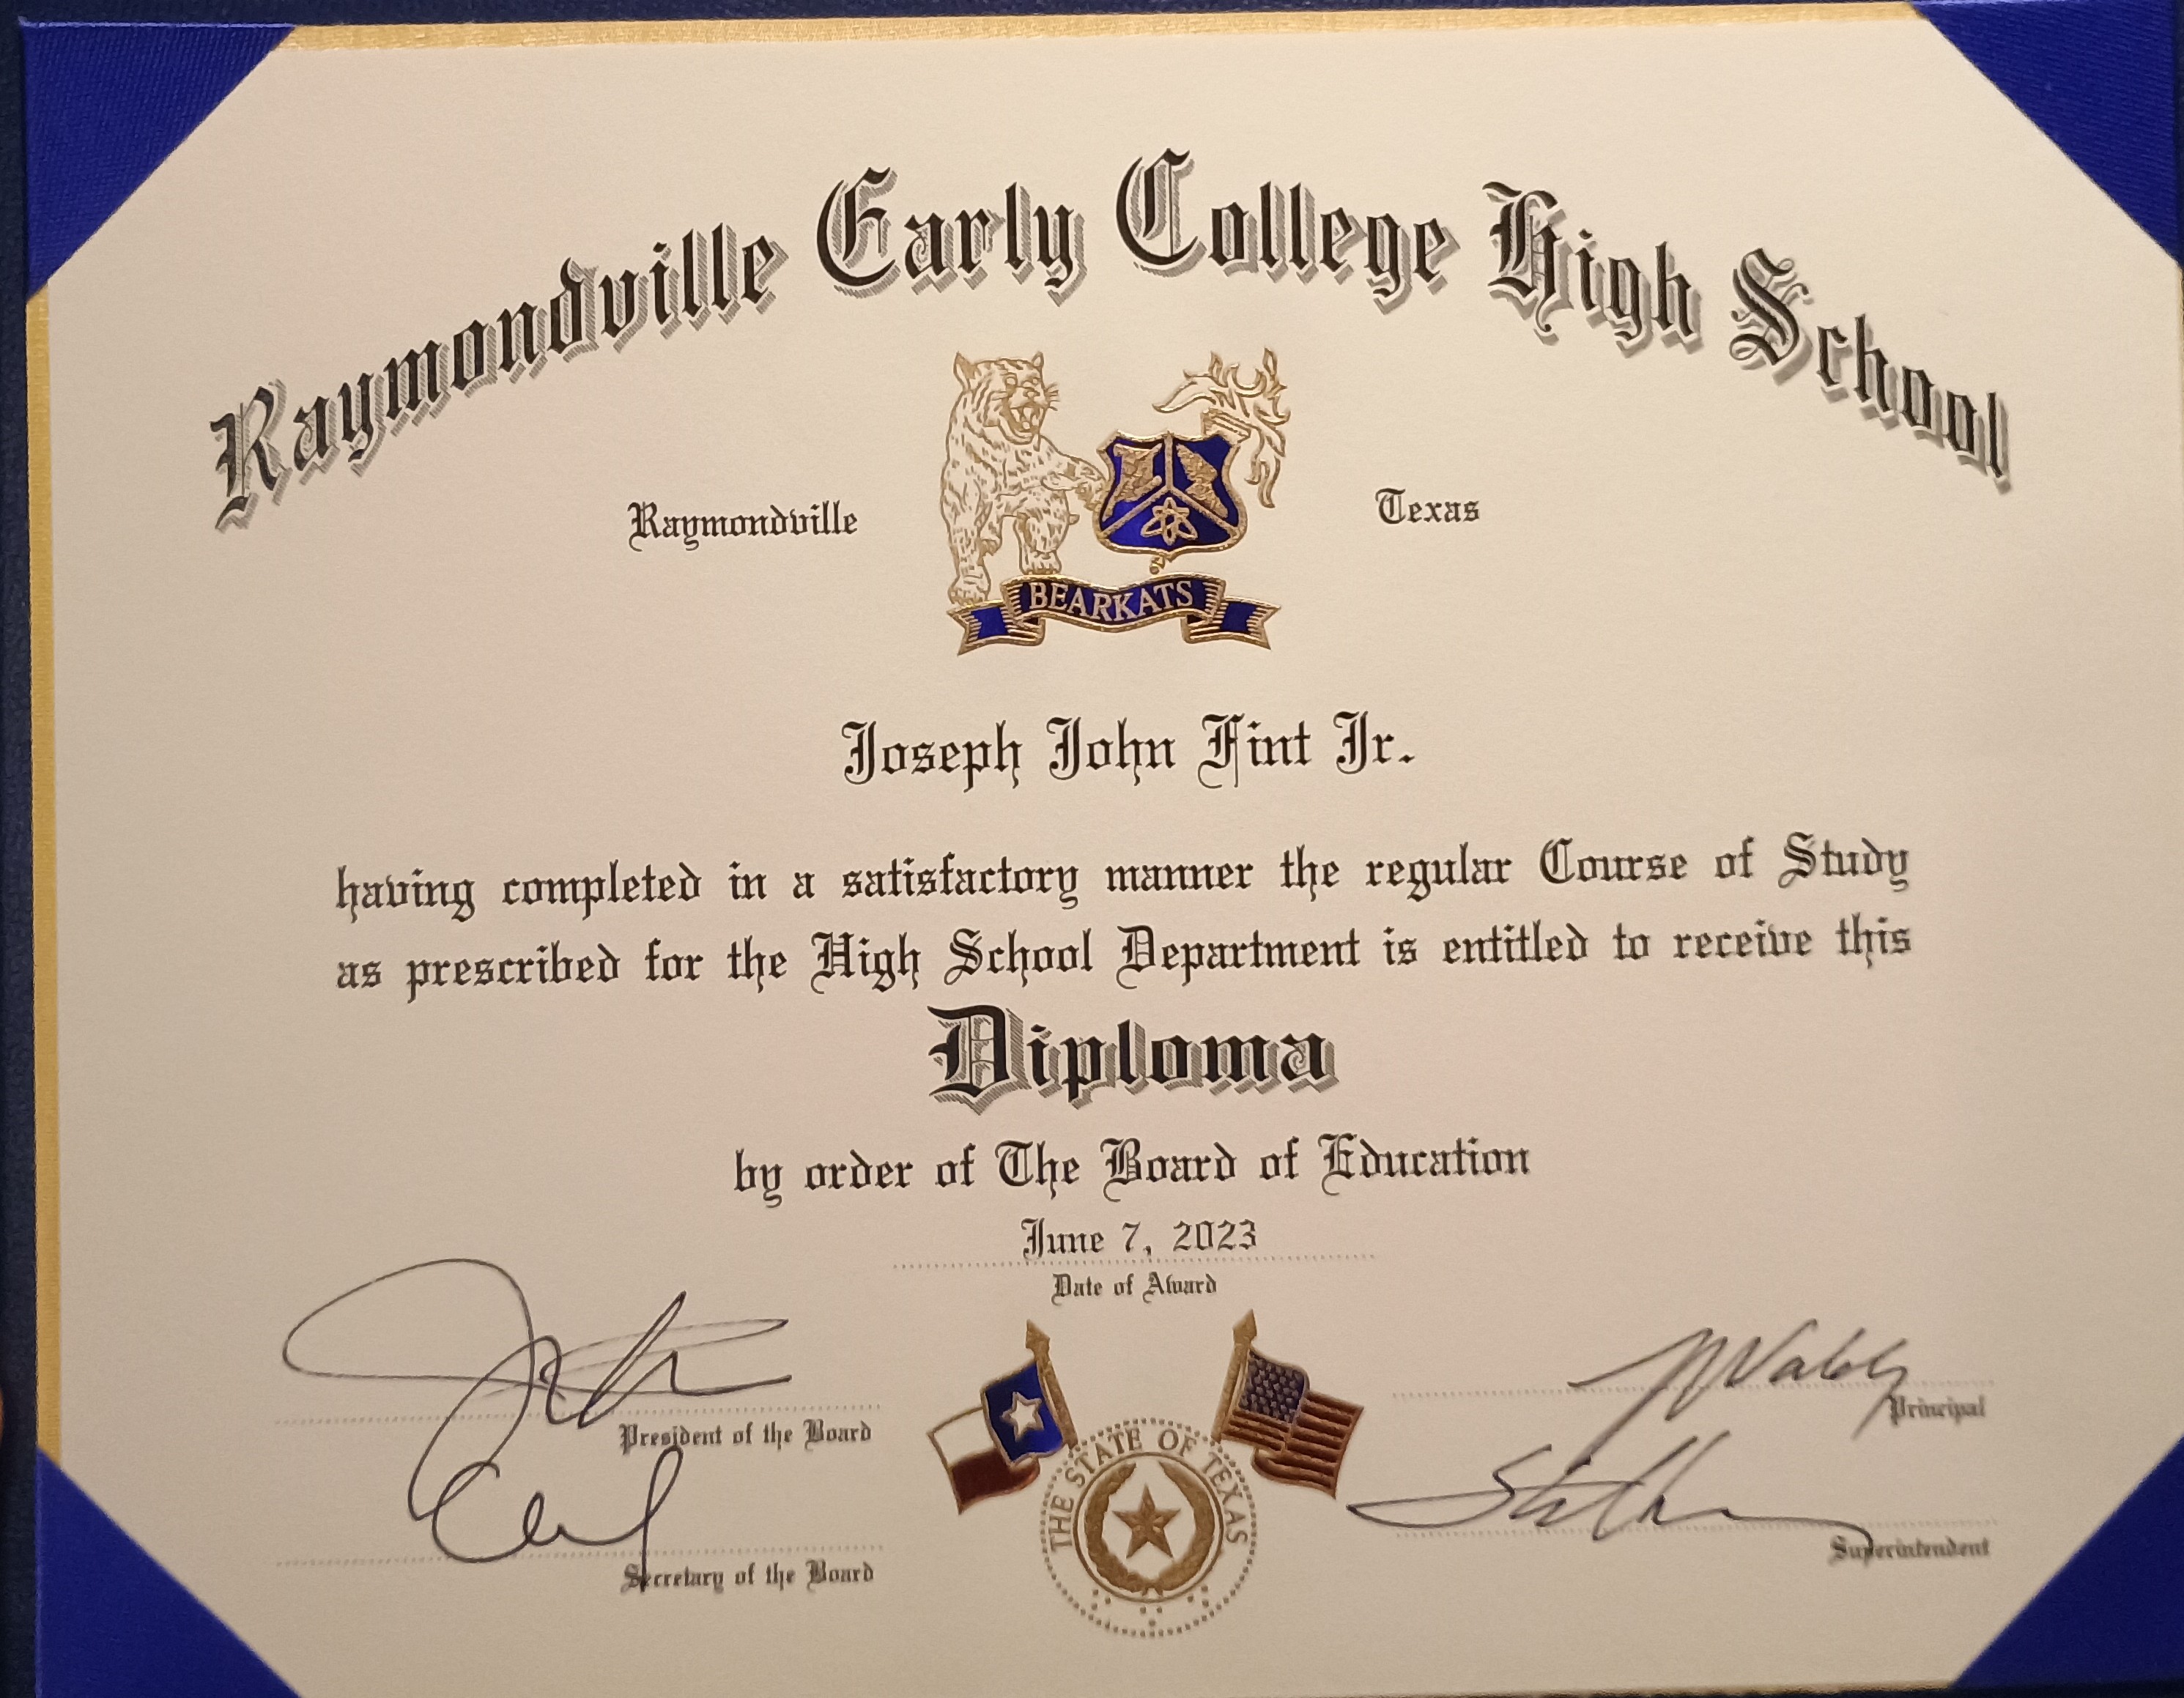 Raymondville Early College High School
Raymondville Texas
BEARKATS
Joseph John Fint Jr.
having completed in a satisfactory manner the regular Course of Study
as prescribed for the High School Department is entitled to receive this
Diploma
by order of The Board of Education
June 7, 2023
Date of Award
President of the Board
Principal
THE STATE OF TEXAS
Secretary of the Board
Superintendent